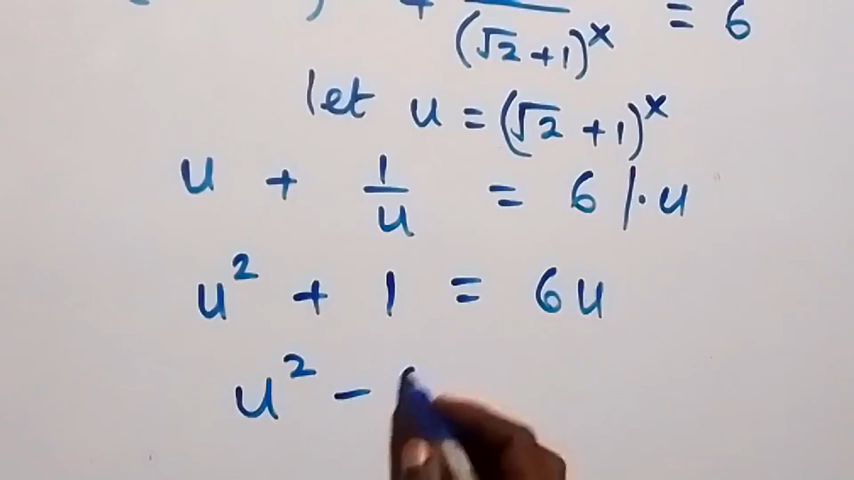 + /(√2+1)^x = 6
let u = (√2 + 1)^x
u + 1/u = 6 /·u
u² + 1 = 6u
u² -